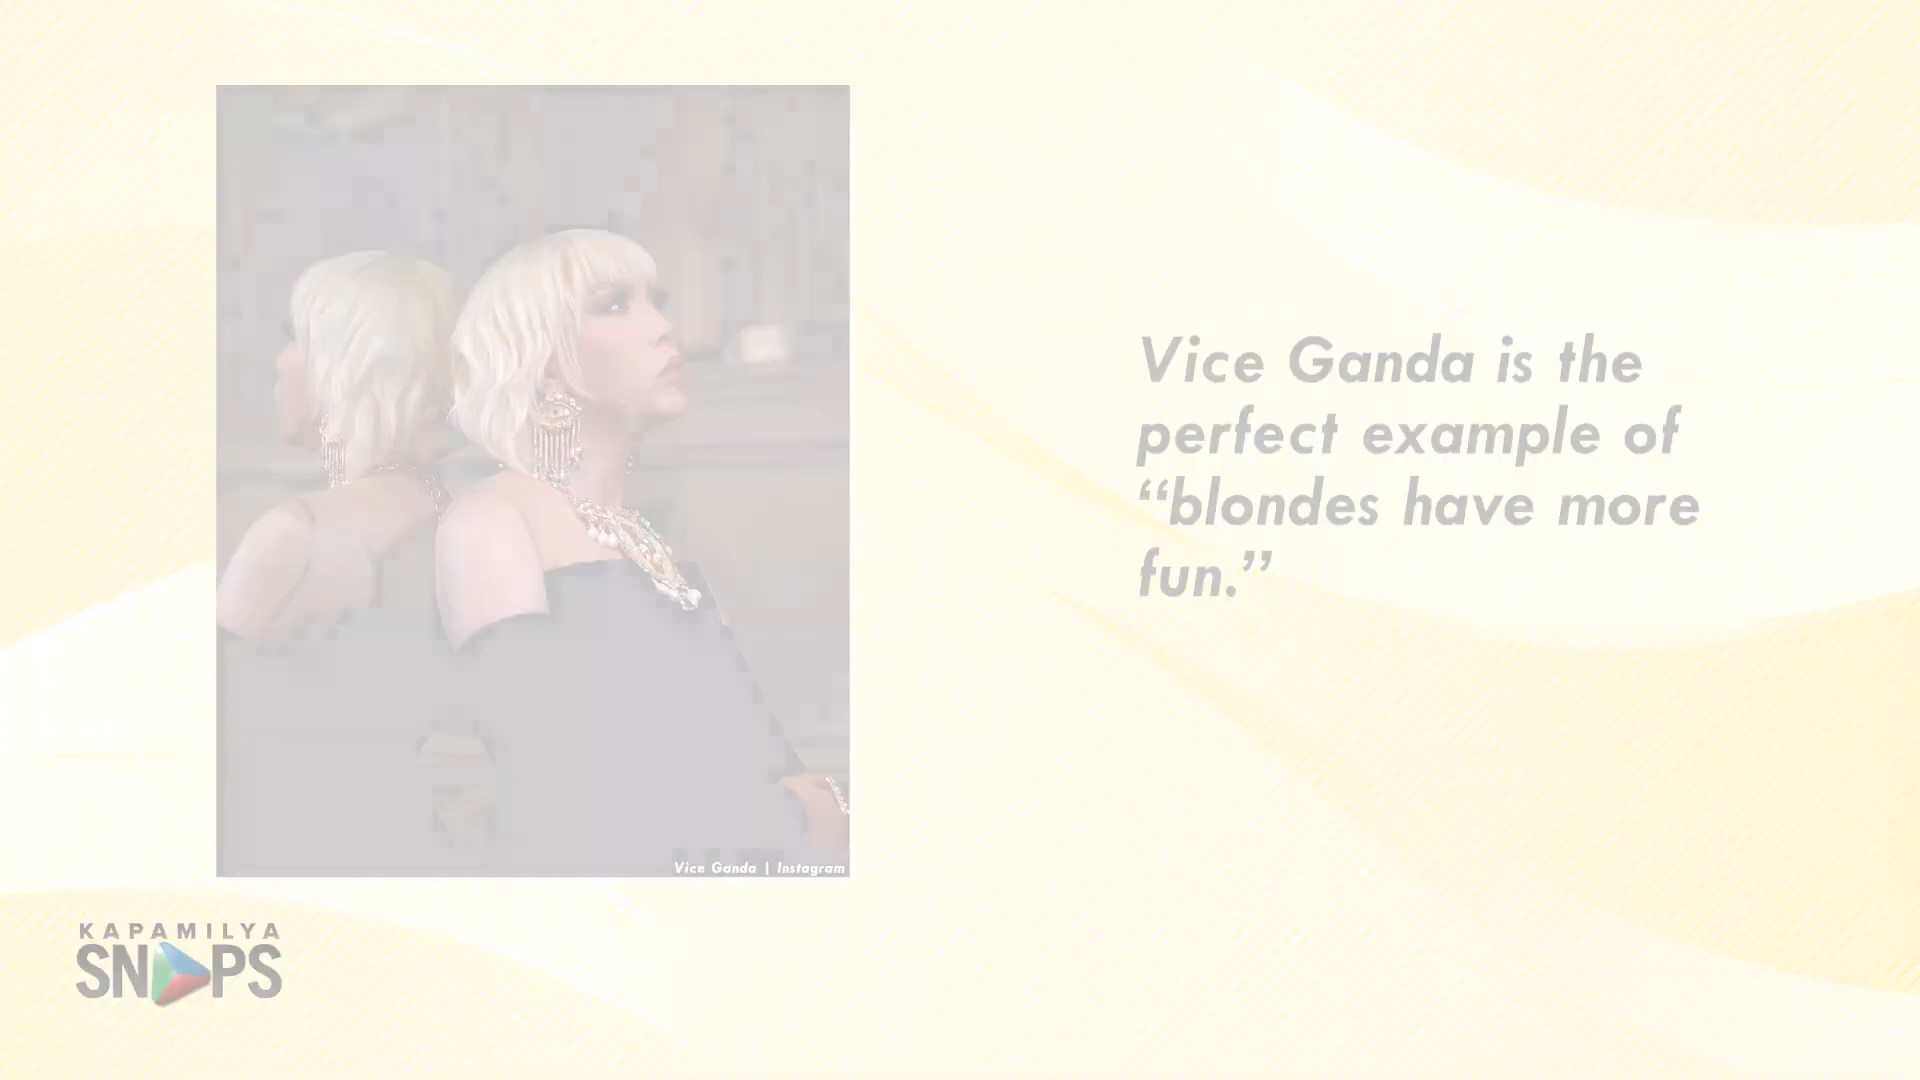 Vice Ganda is the
perfect example of
“blondes have more
fun.”
Vice Ganda | Instagram
KAPAMILYA
SNAPS